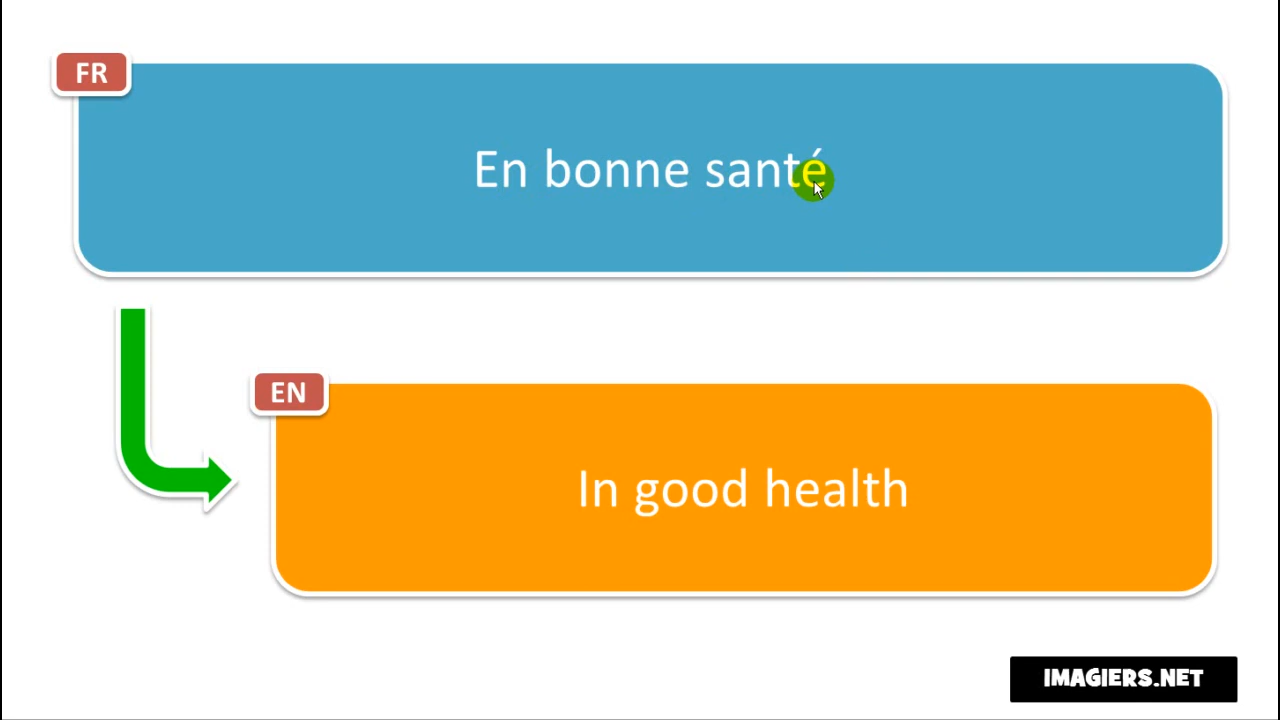 FR
En bonne santé
EN
In good health
IMAGIERS.NET